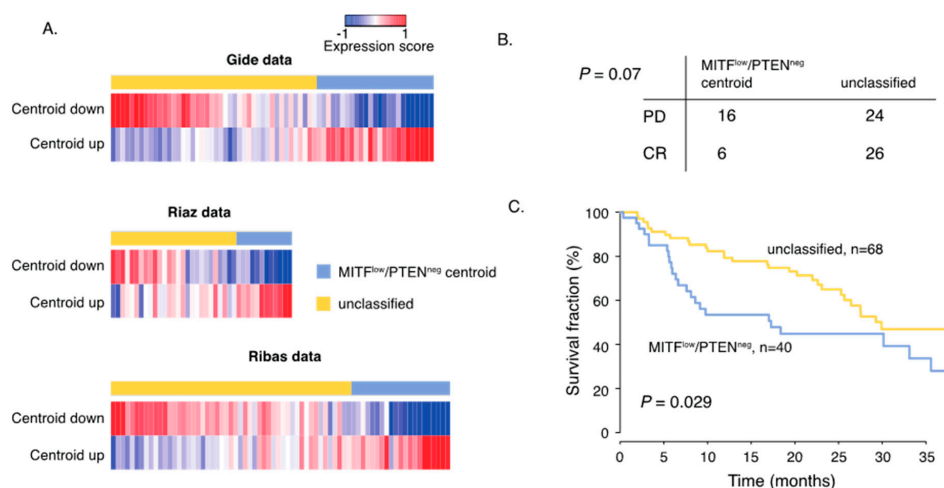 A.
-1 1
Expression score
Gide data
Centroid down
Centroid up
Riaz data
Centroid down
Centroid up
MITFlow/PTENneg centroid
unclassified
Ribas data
Centroid down
Centroid up
B.
P = 0.07
MITFlow/PTENneg
centroid unclassified
PD 16 24
CR 6 26
C.
Survival fraction (%)
100
80
60
40
20
0
unclassified, n=68
MITFlow/PTENneg, n=40
P = 0.029
0 5 10 15 20 25 30 35
Time (months)